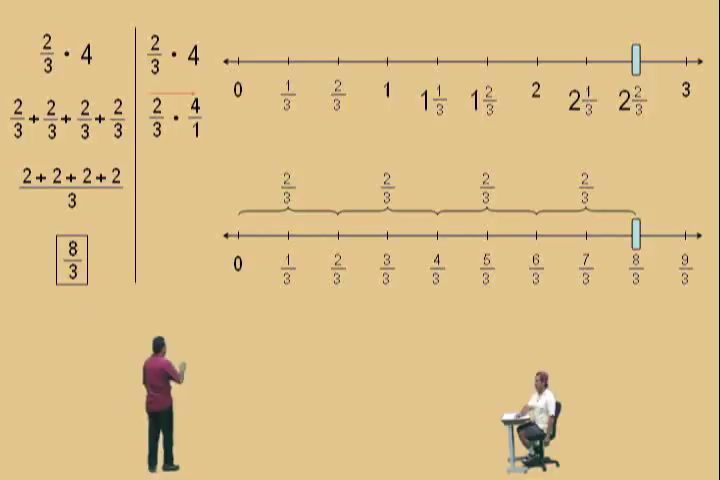 2/3 · 4
2/3 + 2/3 + 2/3 + 2/3
2 + 2 + 2 + 2 / 3
8/3
2/3 · 4
2/3 · 4/1
0 1/3 2/3 1 1 1/3 1 2/3 2 2 1/3 2 2/3 3
2/3 2/3 2/3 2/3
0 1/3 2/3 3/3 4/3 5/3 6/3 7/3 8/3 9/3